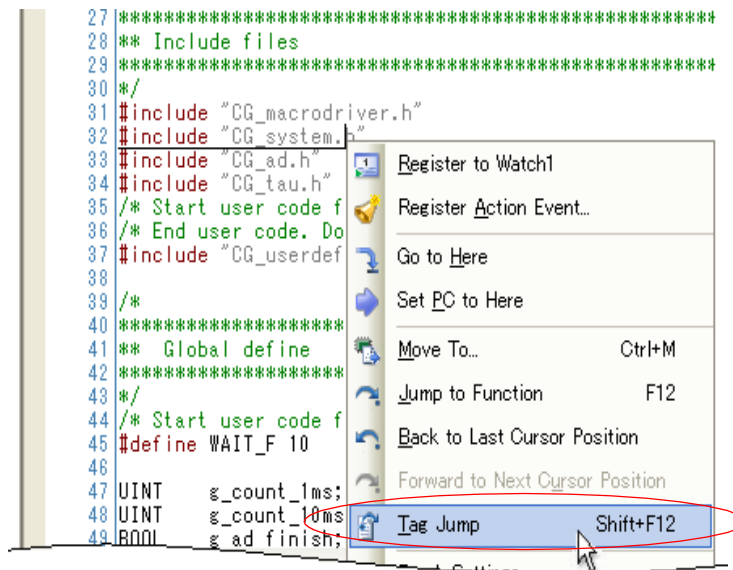 27 *****************************************************
28 ** Include files
29 *****************************************************
30 */
31 #include "CG_macrodriver.h"
32 #include "CG_system.h"
33 #include "CG_ad.h"
34 #include "CG_tau.h"
35 /* Start user code f
36 /* End user code. Do
37 #include "CG_userdef
38
39 /*
40 ********************
41 ** Global define
42 ********************
43 */
44 /* Start user code f
45 #define WAIT_F 10
46
47 UINT g_count_1ms;
48 UINT g_count_10ms
49 BOOL g_ad_finish;
Register to Watch1
Register Action Event...
Go to Here
Set PC to Here
Move To... Ctrl+M
Jump to Function F12
Back to Last Cursor Position
Forward to Next Cursor Position
Tag Jump Shift+F12